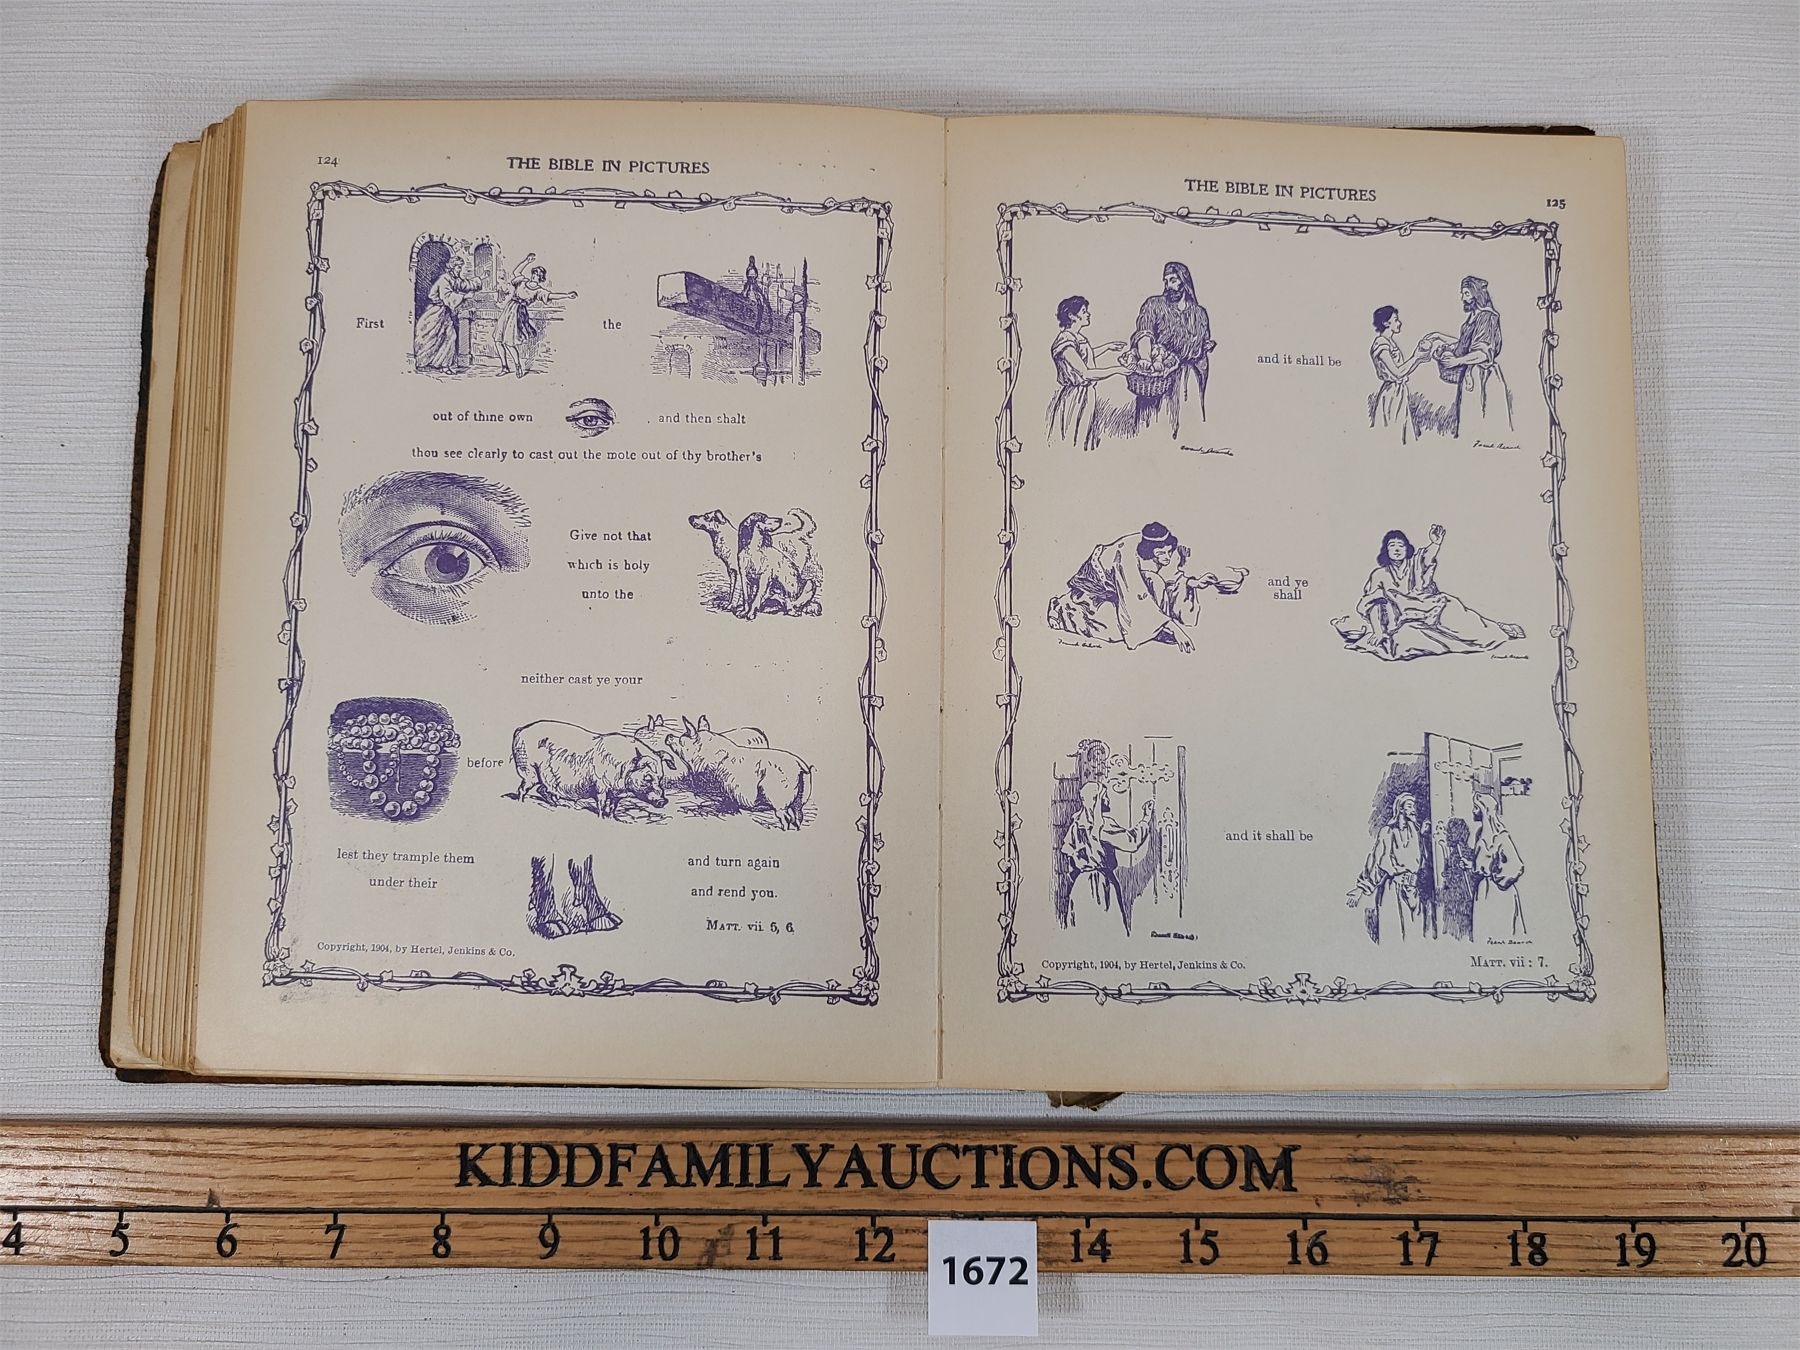 124
THE BIBLE IN PICTURES
First the
out of thine own , and then shalt
thou see clearly to cast out the mote out of thy brother's
Give not that
which is holy
unto the
neither cast ye your
before
lest they trample them
under their
and turn again
and rend you.
MATT. vii. 5, 6.
Copyright, 1904, by Hertel, Jenkins & Co.
THE BIBLE IN PICTURES
125
and it shall be
and ye
shall
and it shall be
Copyright, 1904, by Hertel, Jenkins & Co.
MATT. vii : 7.
KIDDFAMILYAUCTIONS.COM
4 5 6 7 8 9 10 11 12 14 15 16 17 18 19 20
1672